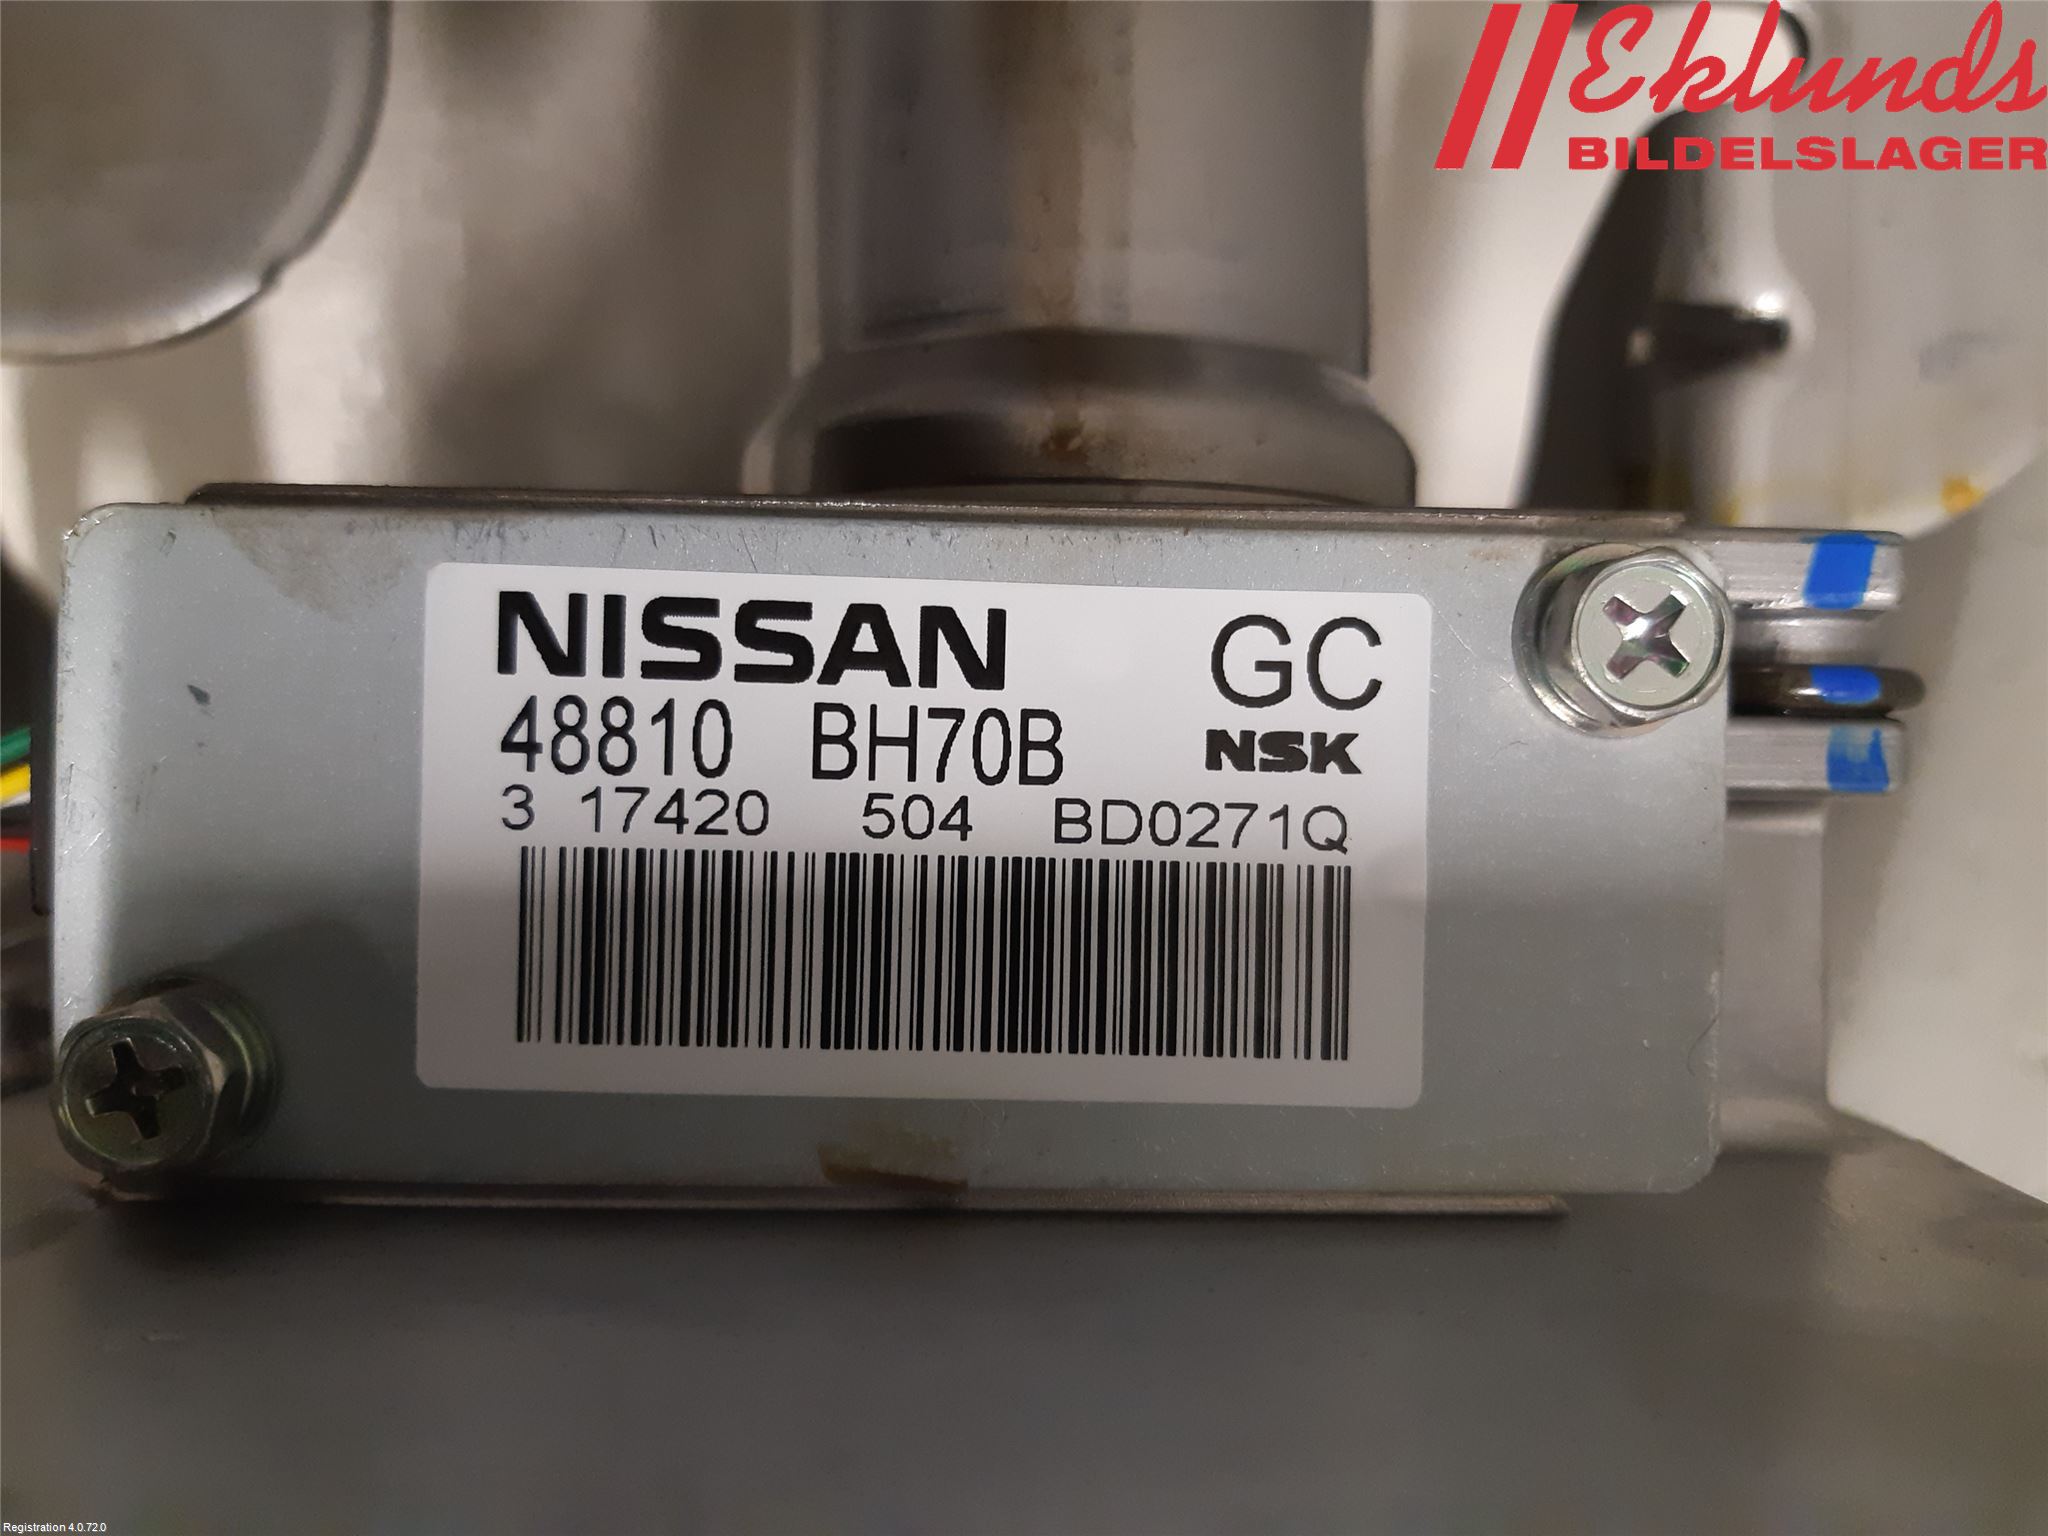 Eklunds
BILDELSLAGER
NISSAN GC
48810 BH70B NSK
3 17420 504 BD0271Q
Registration 4.0.72.0